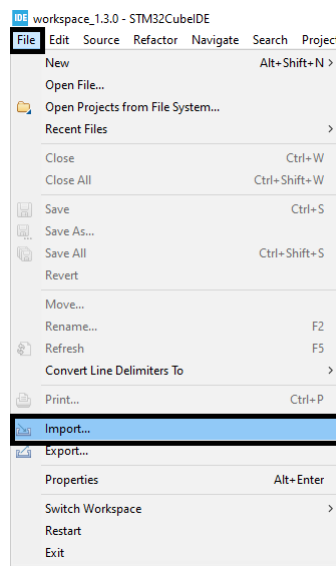 IDE workspace_1.3.0 - STM32CubeIDE
File Edit Source Refactor Navigate Search Projec
New Alt+Shift+N >
Open File...
Open Projects from File System...
Recent Files >
Close Ctrl+W
Close All Ctrl+Shift+W
Save Ctrl+S
Save As...
Save All Ctrl+Shift+S
Revert
Move...
Rename... F2
Refresh F5
Convert Line Delimiters To >
Print... Ctrl+P
Import...
Export...
Properties Alt+Enter
Switch Workspace >
Restart
Exit